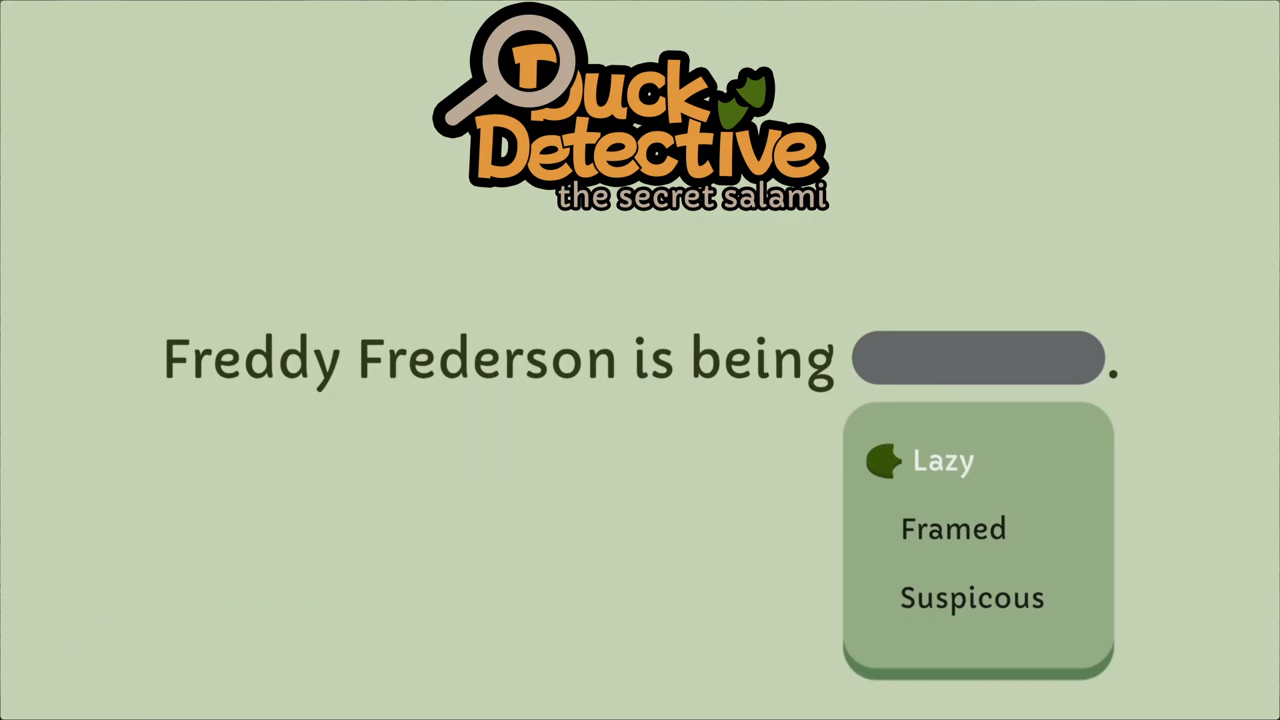 Duck
Detective
the secret salami
Freddy Frederson is being .
Lazy
Framed
Suspicous